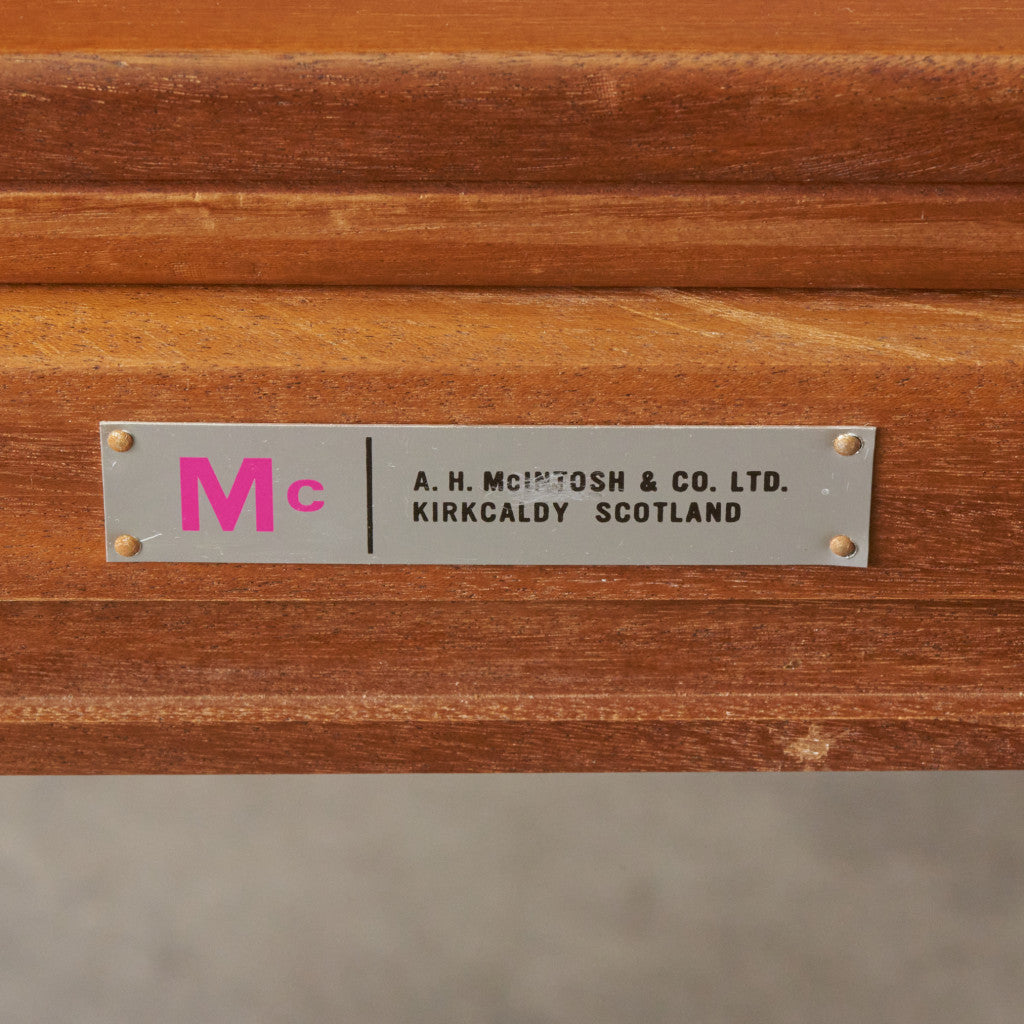 Mc
A. H. McINTOSH & CO. LTD.
KIRKCALDY SCOTLAND